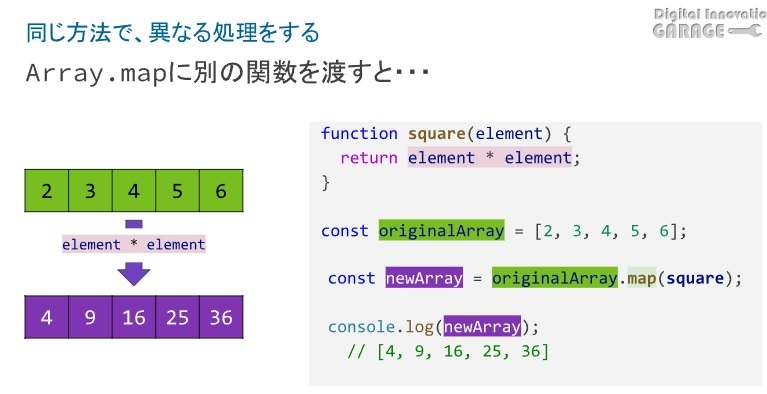 Digital Innovatio
GARAGE
同じ方法で、異なる処理をする
Array.mapに別の関数を渡すと・・・
2 3 4 5 6
element * element
4 9 16 25 36
function square(element) {
return element * element;
}
const originalArray = [2, 3, 4, 5, 6];
const newArray = originalArray.map(square);
console.log(newArray);
// [4, 9, 16, 25, 36]